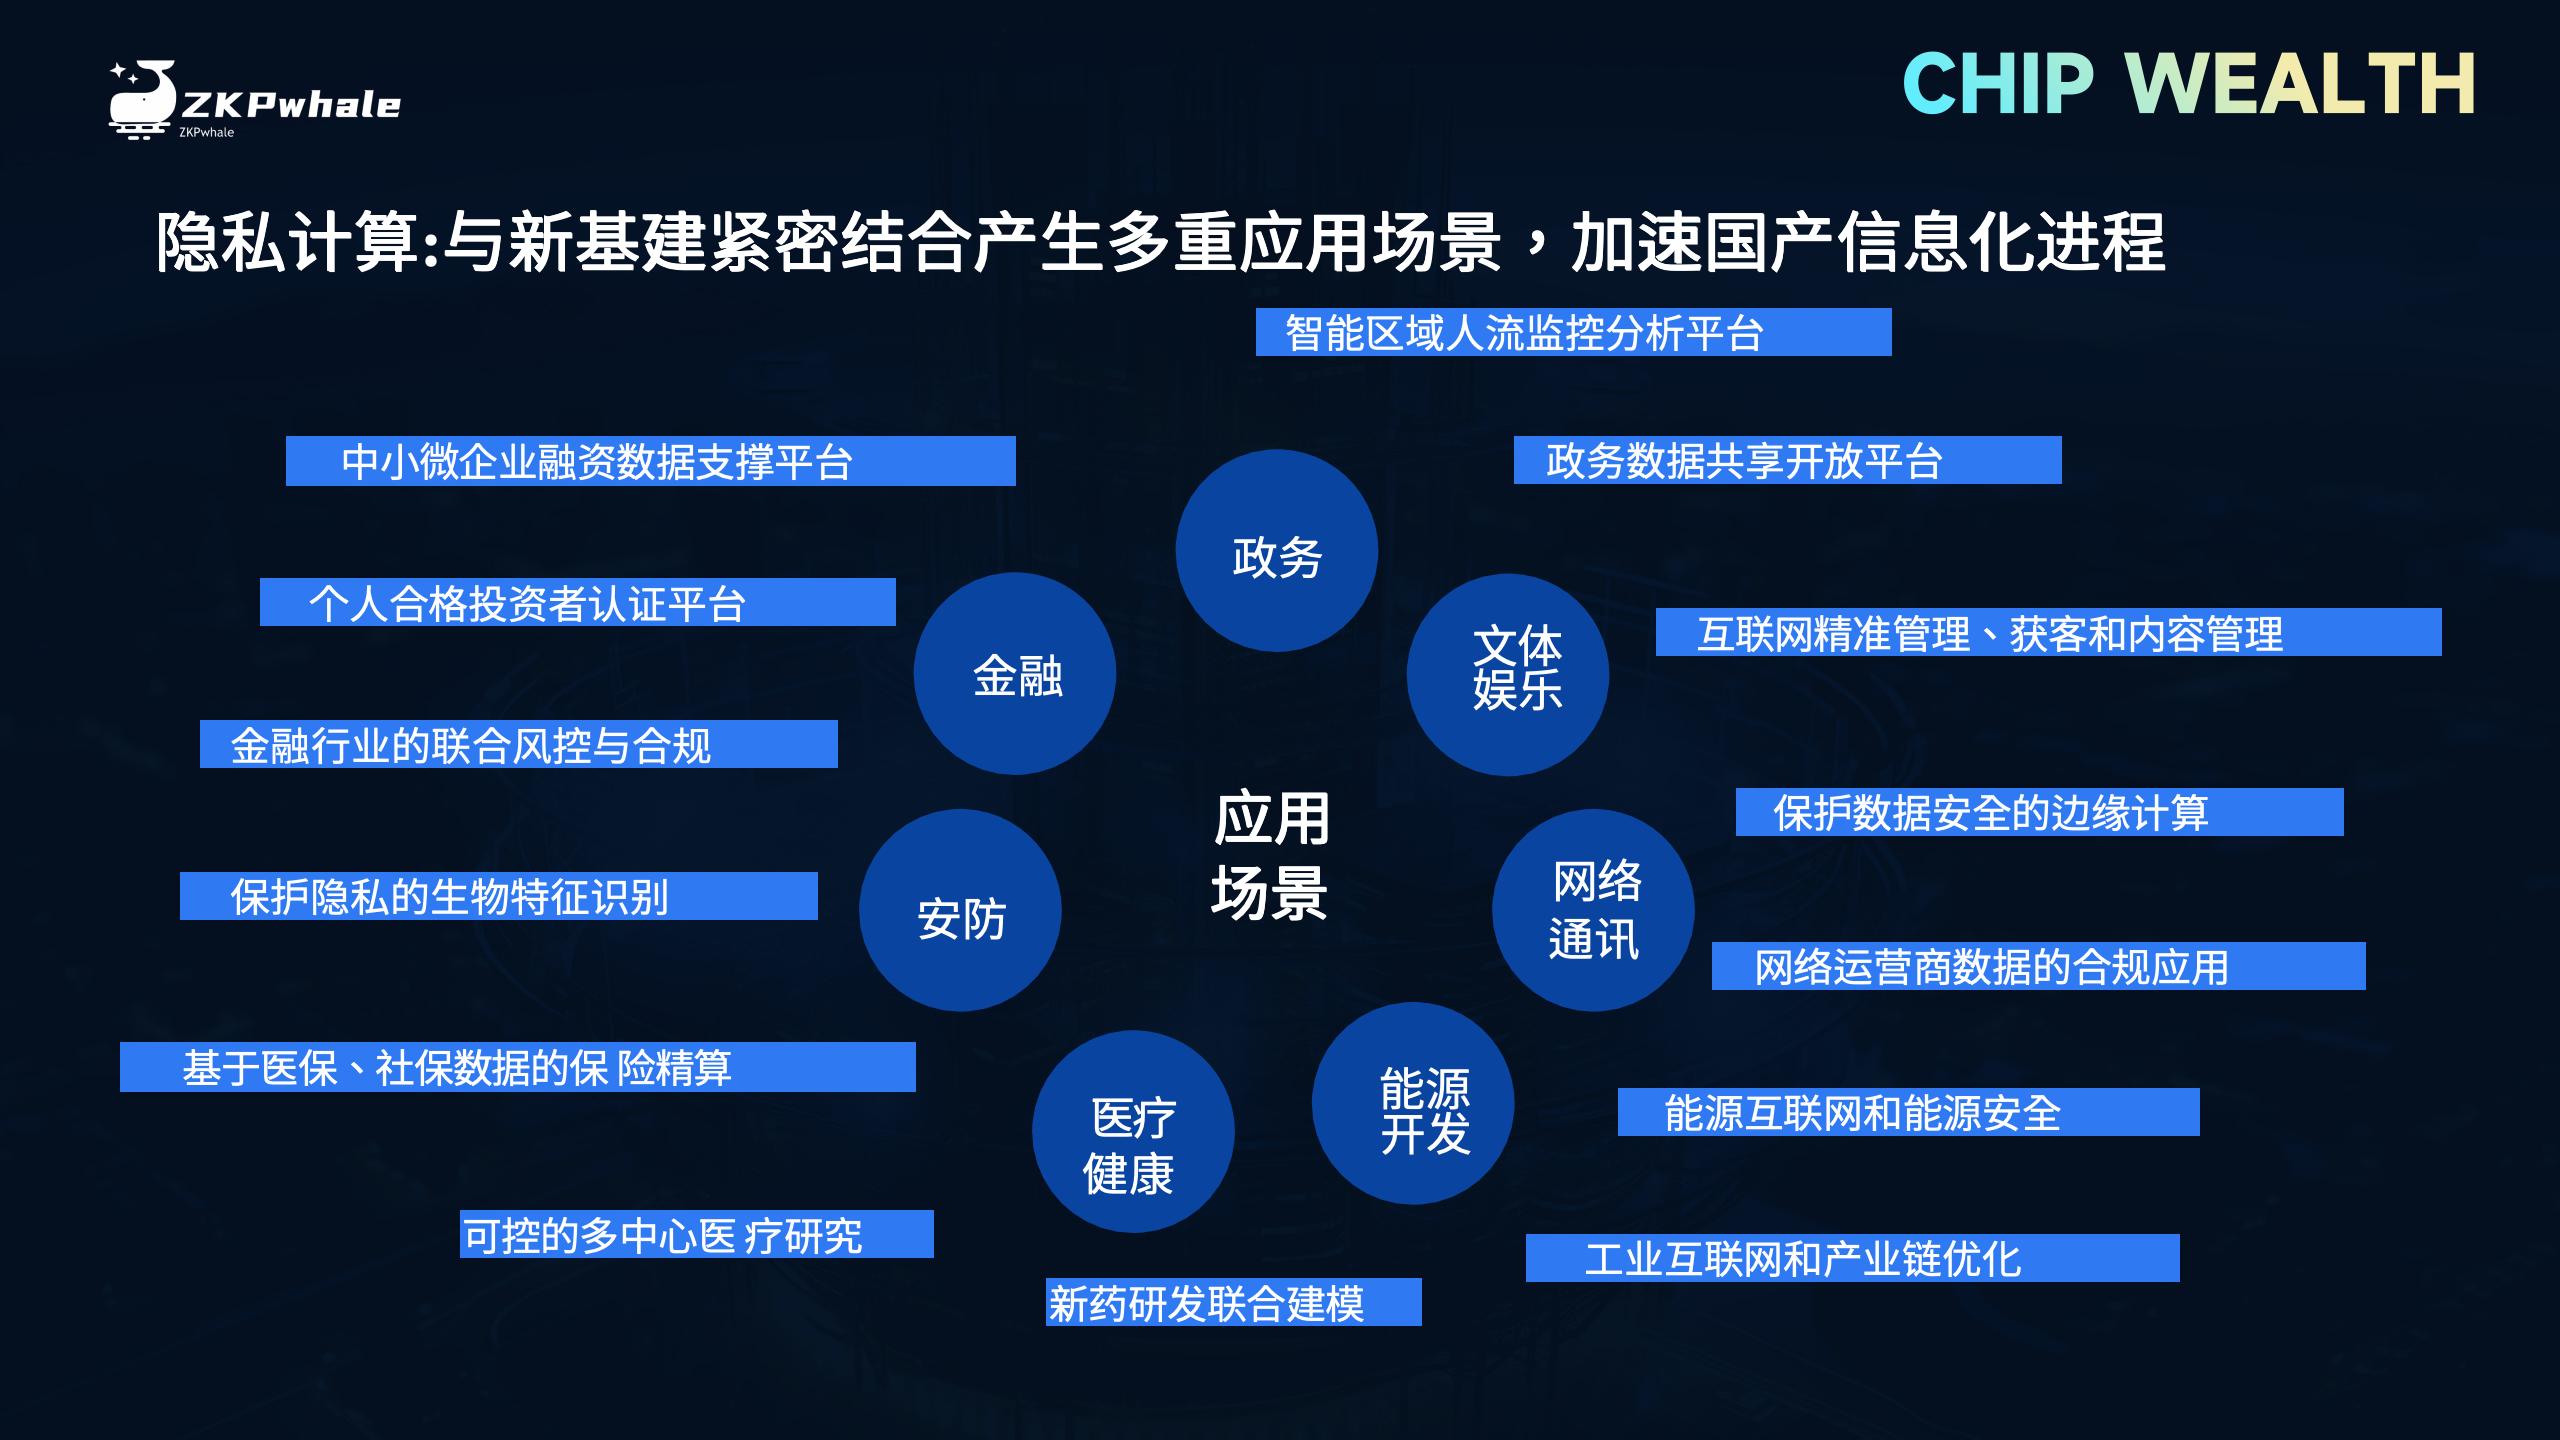 ZKPwhale
ZKPwhale
CHIP WEALTH
隐私计算:与新基建紧密结合产生多重应用场景，加速国产信息化进程
智能区域人流监控分析平台
中小微企业融资数据支撑平台
政务数据共享开放平台
政务
个人合格投资者认证平台
金融
文体
娱乐
互联网精准管理、获客和内容管理
金融行业的联合风控与合规
应用
场景
保护数据安全的边缘计算
保护隐私的生物特征识别
安防
网络
通讯
网络运营商数据的合规应用
基于医保、社保数据的保 险精算
医疗
健康
能源
开发
能源互联网和能源安全
可控的多中心医 疗研究
工业互联网和产业链优化
新药研发联合建模